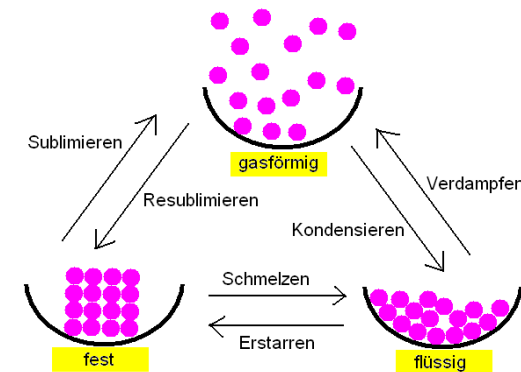 Sublimieren
gasförmig
Verdampfen
Resublimieren
Kondensieren
Schmelzen
fest
Erstarren
flüssig